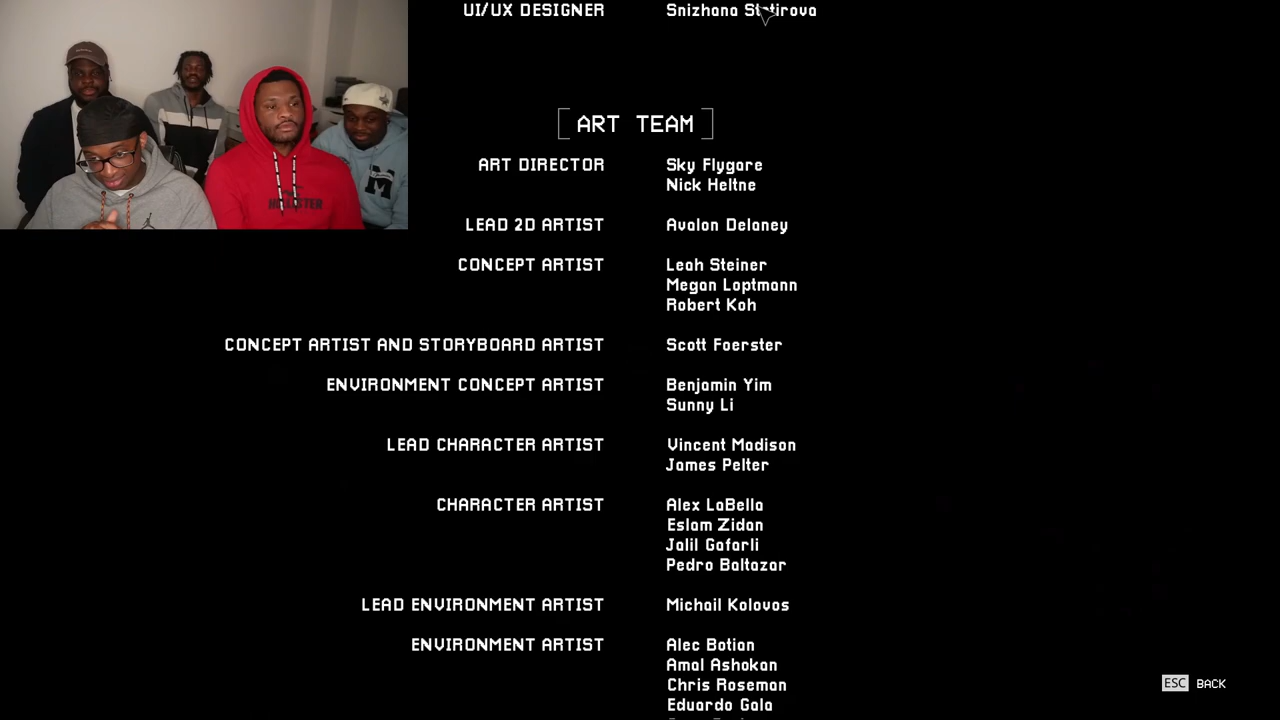 UI/UX DESIGNER Snizhana Statirova
[ART TEAM]
ART DIRECTOR Sky Flygare
Nick Heltne
LEAD 2D ARTIST Avalon Delaney
CONCEPT ARTIST Leah Steiner
Megan Loptmann
Robert Koh
CONCEPT ARTIST AND STORYBOARD ARTIST Scott Foerster
ENVIRONMENT CONCEPT ARTIST Benjamin Yim
Sunny Li
LEAD CHARACTER ARTIST Vincent Madison
James Pelter
CHARACTER ARTIST Alex LaBella
Eslam Zidan
Jalil Gafarli
Pedro Baltazar
LEAD ENVIRONMENT ARTIST Michail Kolovos
ENVIRONMENT ARTIST Alec Botian
Amal Ashokan
Chris Roseman
Eduardo Gala
ESC BACK
HOLLISTER
M